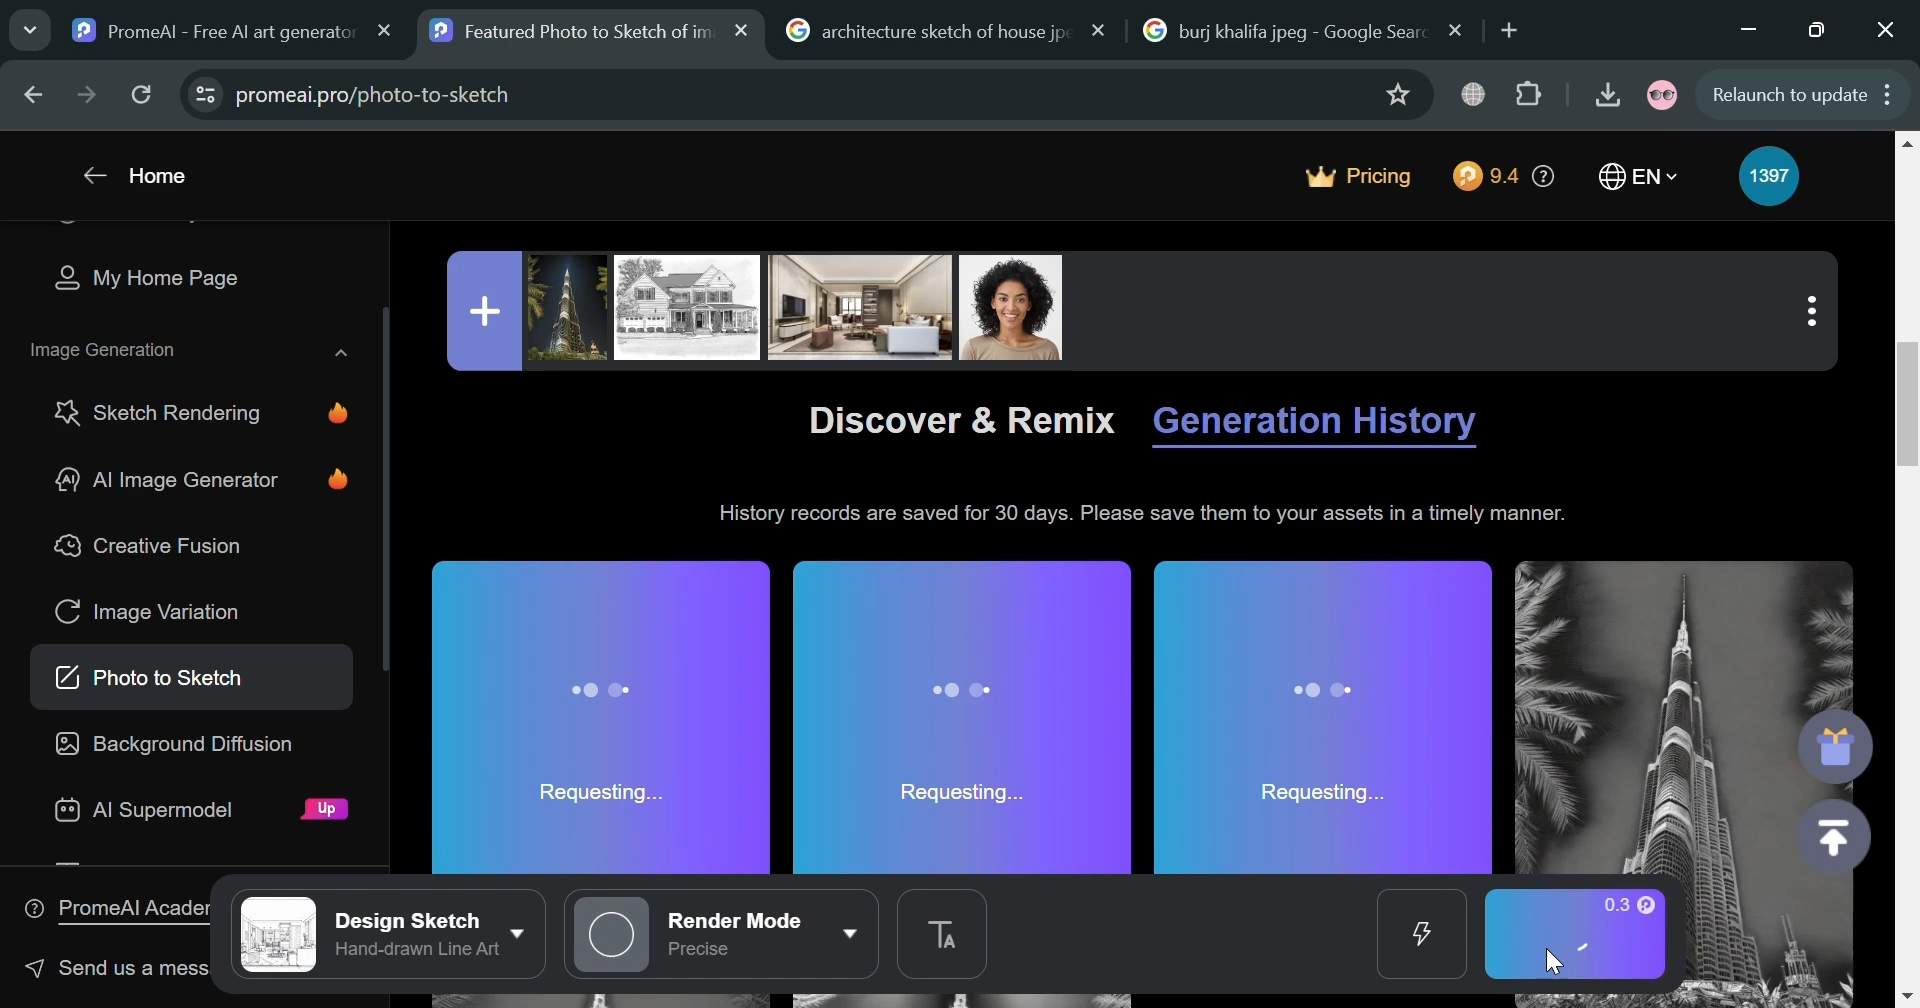 PromeAI - Free AI art generator
Featured Photo to Sketch of im
architecture sketch of house jpe
burj khalifa jpeg - Google Searc
promeai.pro/photo-to-sketch
Relaunch to update
Home
Pricing
9.4
EN
1397
My Home Page
Image Generation
Sketch Rendering
AI Image Generator
Creative Fusion
Image Variation
Photo to Sketch
Background Diffusion
AI Supermodel
Up
PromeAI Academ
Send us a mess
Discover & Remix
Generation History
History records are saved for 30 days. Please save them to your assets in a timely manner.
Requesting...
Requesting...
Requesting...
Design Sketch
Hand-drawn Line Art
Render Mode
Precise
0.3